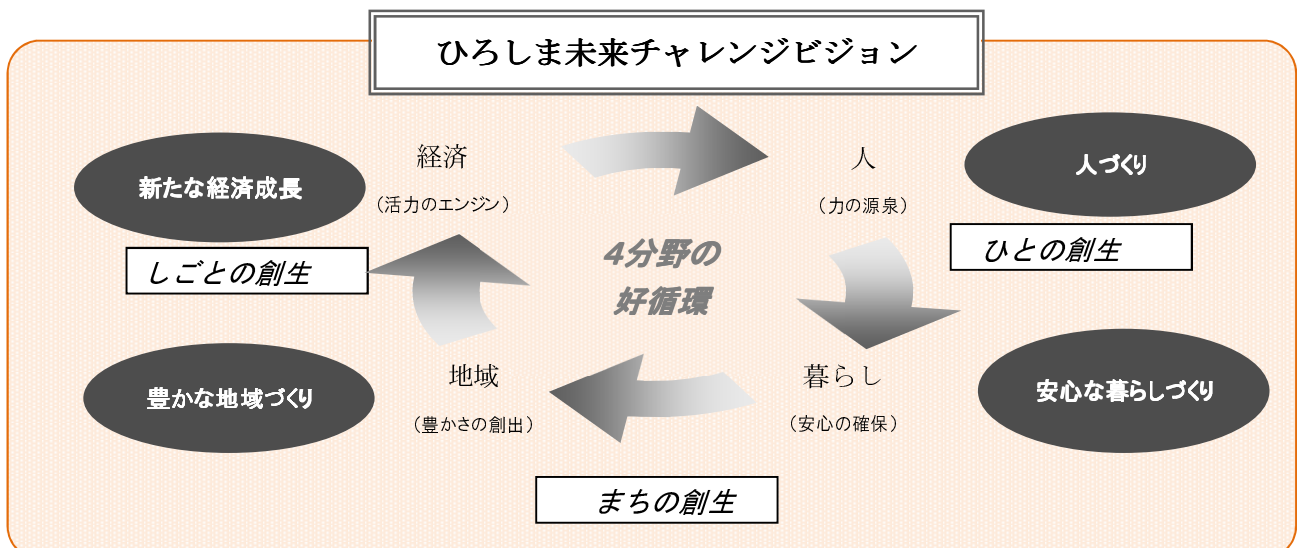 ひろしま未来チャレンジビジョン
新たな経済成長
経済
(活力のエンジン)
人
(力の源泉)
人づくり
しごとの創生
4分野の
好循環
ひとの創生
豊かな地域づくり
地域
(豊かさの創出)
暮らし
(安心の確保)
安心な暮らしづくり
まちの創生